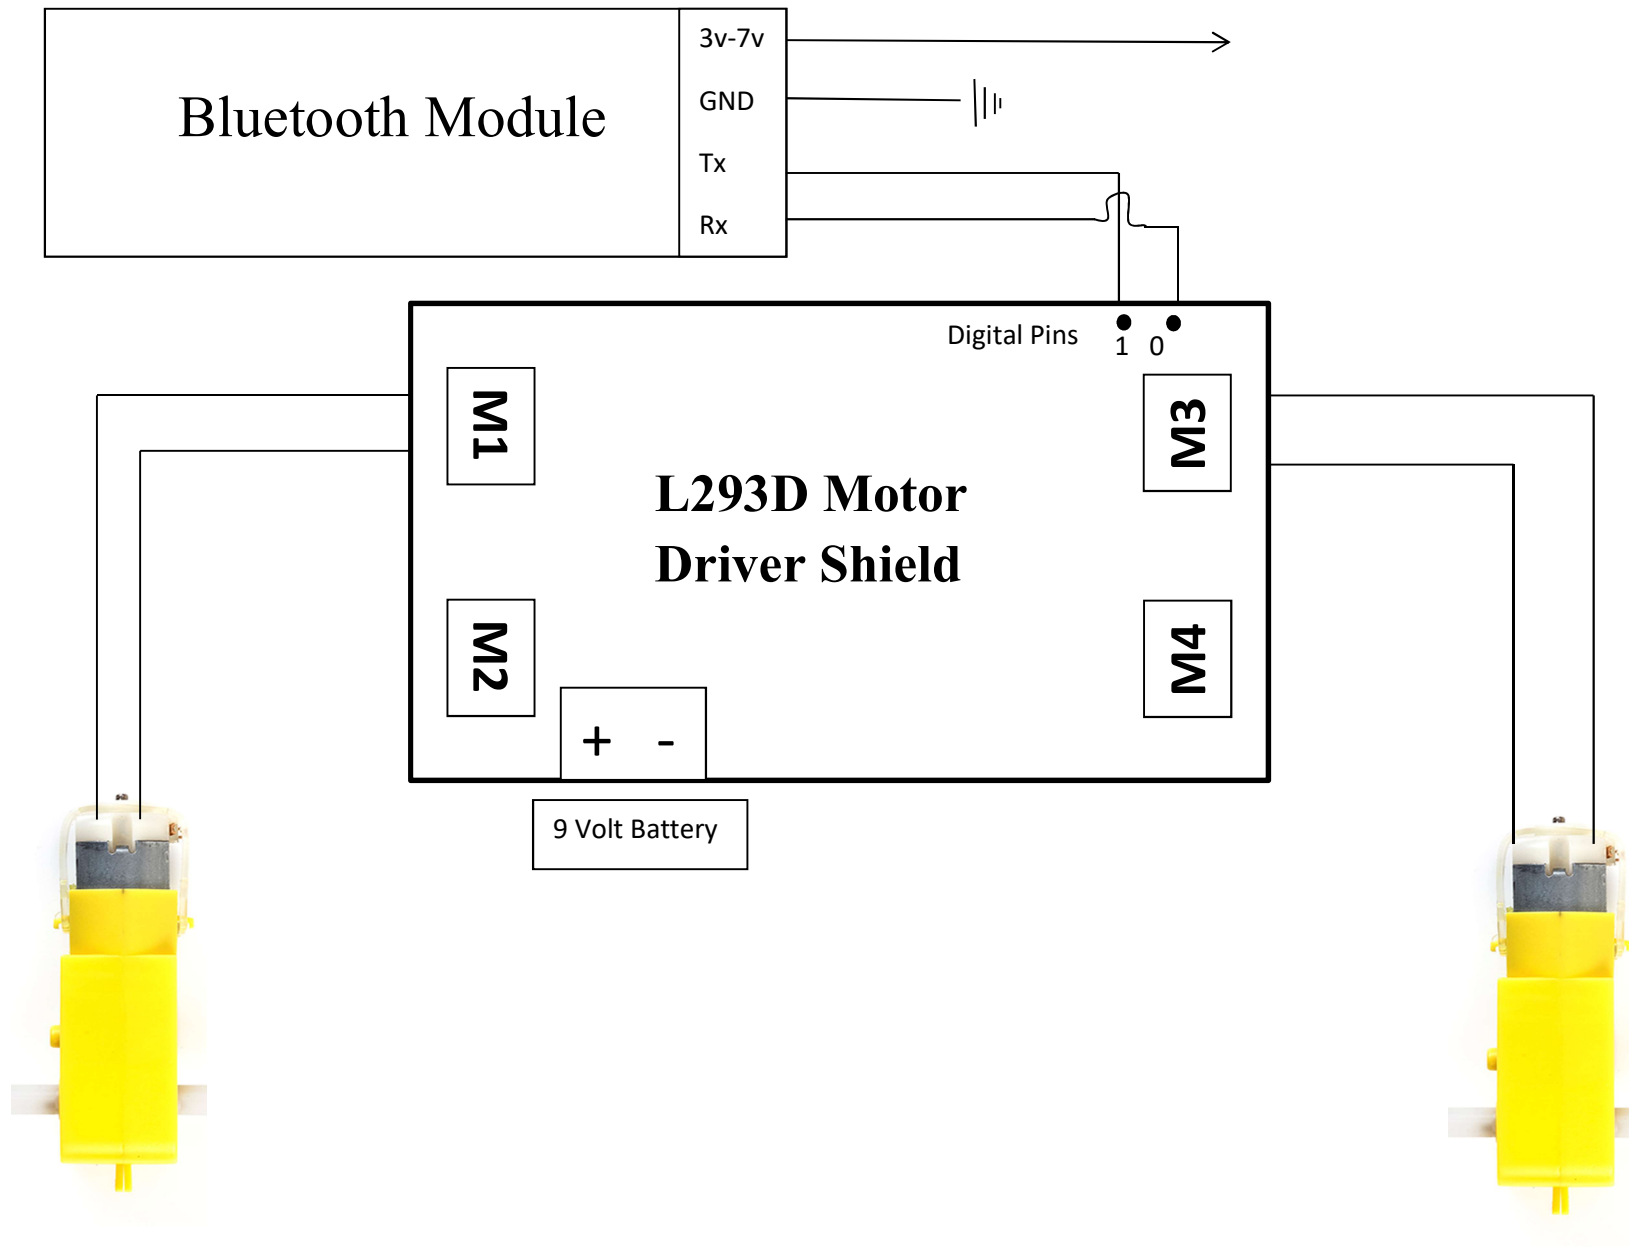 3v-7v
Bluetooth Module
GND
Tx
Rx
Digital Pins
1 0
M1
M3
L293D Motor
Driver Shield
M2
M4
+ -
9 Volt Battery